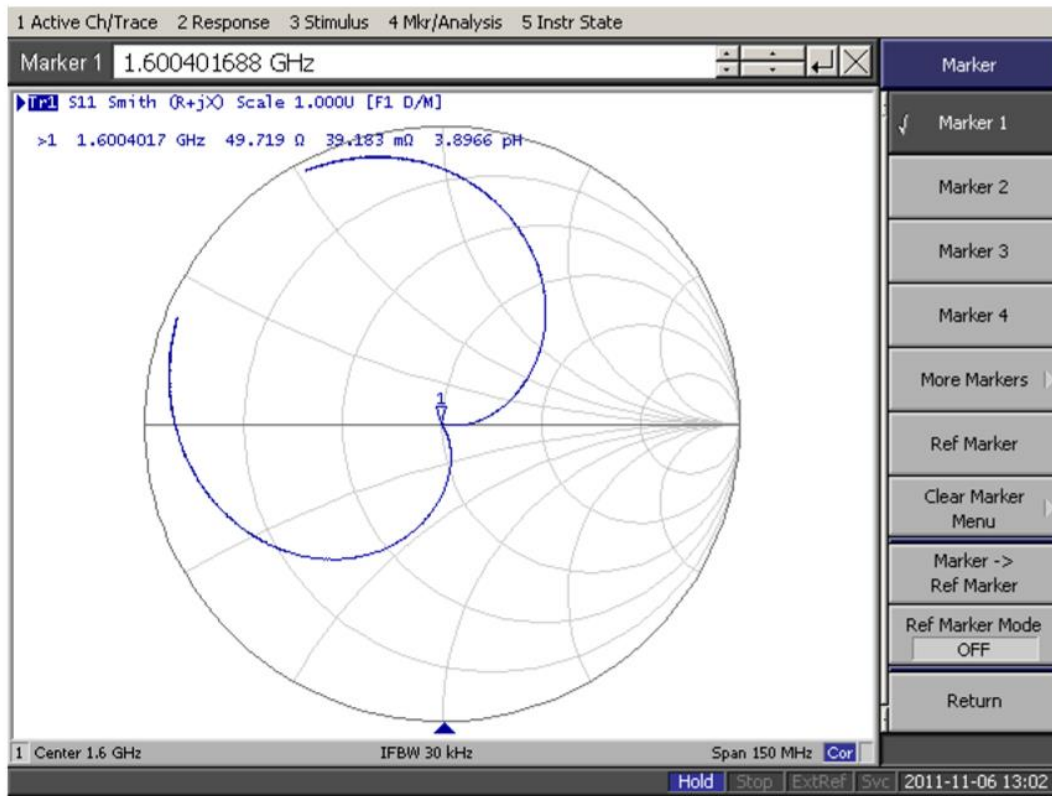 1 Active Ch/Trace 2 Response 3 Stimulus 4 Mkr/Analysis 5 Instr State
Marker 1 1.600401688 GHz
Marker
Tr1 S11 Smith (R+jX) Scale 1.000U [F1 D/M]
>1 1.6004017 GHz 49.719 Ω 39.183 mΩ 3.8966 pH
√ Marker 1
Marker 2
Marker 3
Marker 4
More Markers
1
Ref Marker
Clear Marker
Menu
Marker ->
Ref Marker
Ref Marker Mode
OFF
Return
1 Center 1.6 GHz IFBW 30 kHz Span 150 MHz Cor
Hold Stop ExtRef Svc 2011-11-06 13:02